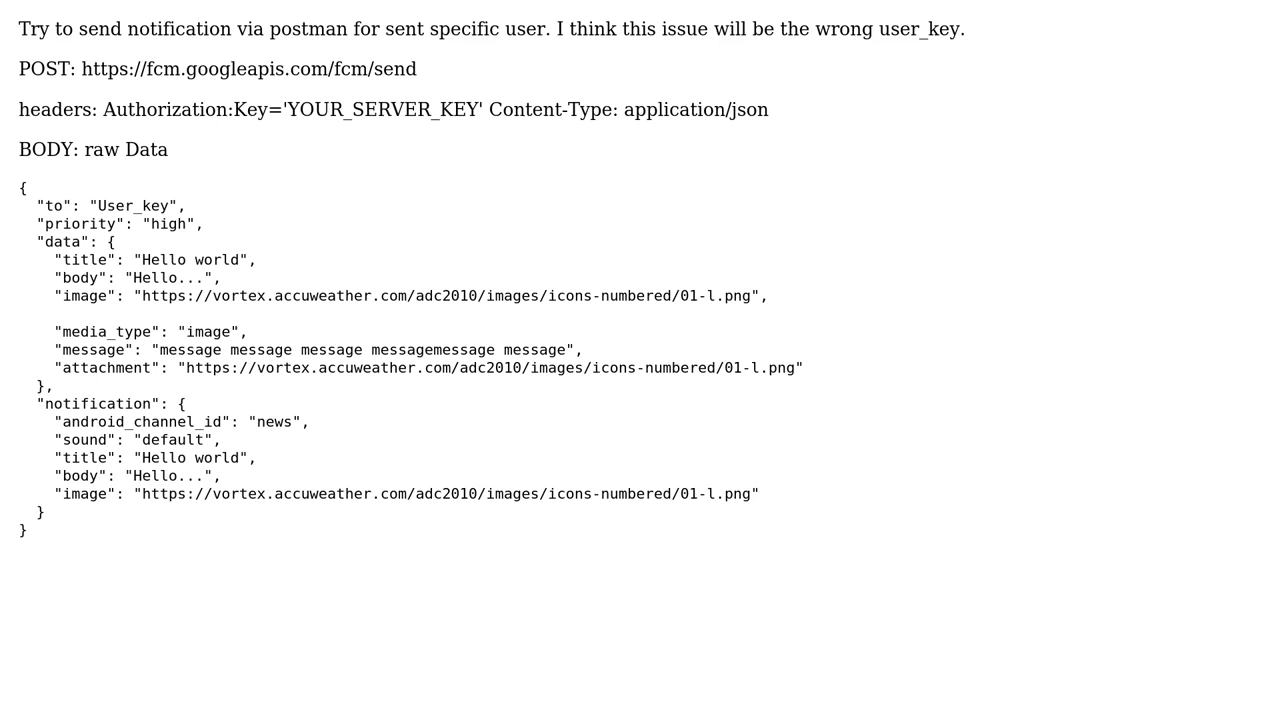 Try to send notification via postman for sent specific user. I think this issue will be the wrong user_key.
POST: https://fcm.googleapis.com/fcm/send
headers: Authorization:Key='YOUR_SERVER_KEY' Content-Type: application/json
BODY: raw Data
{
  "to": "User_key",
  "priority": "high",
  "data": {
    "title": "Hello world",
    "body": "Hello...",
    "image": "https://vortex.accuweather.com/adc2010/images/icons-numbered/01-l.png",

    "media_type": "image",
    "message": "message message message messagemessage message",
    "attachment": "https://vortex.accuweather.com/adc2010/images/icons-numbered/01-l.png"
  },
  "notification": {
    "android_channel_id": "news",
    "sound": "default",
    "title": "Hello world",
    "body": "Hello...",
    "image": "https://vortex.accuweather.com/adc2010/images/icons-numbered/01-l.png"
  }
}